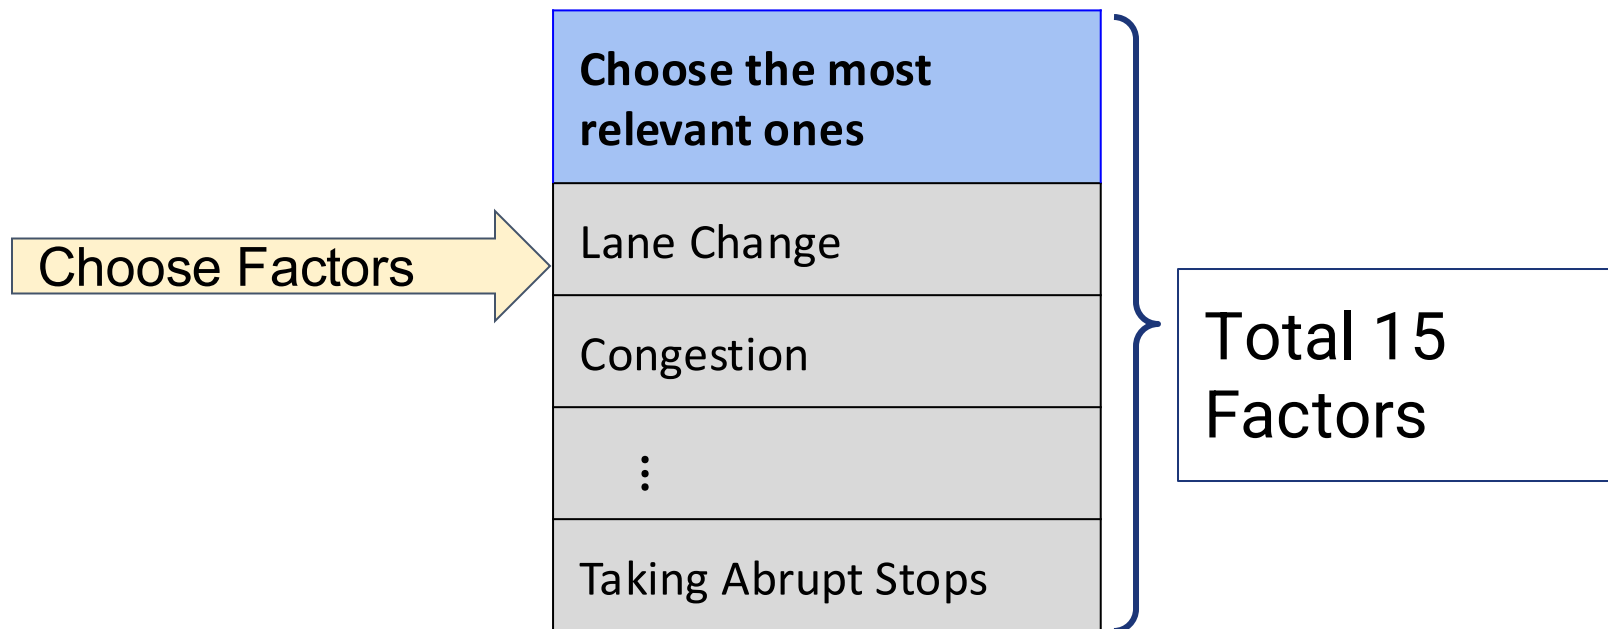 Choose the most
relevant ones
Choose Factors
Lane Change
Congestion
⋮
Taking Abrupt Stops
Total 15
Factors